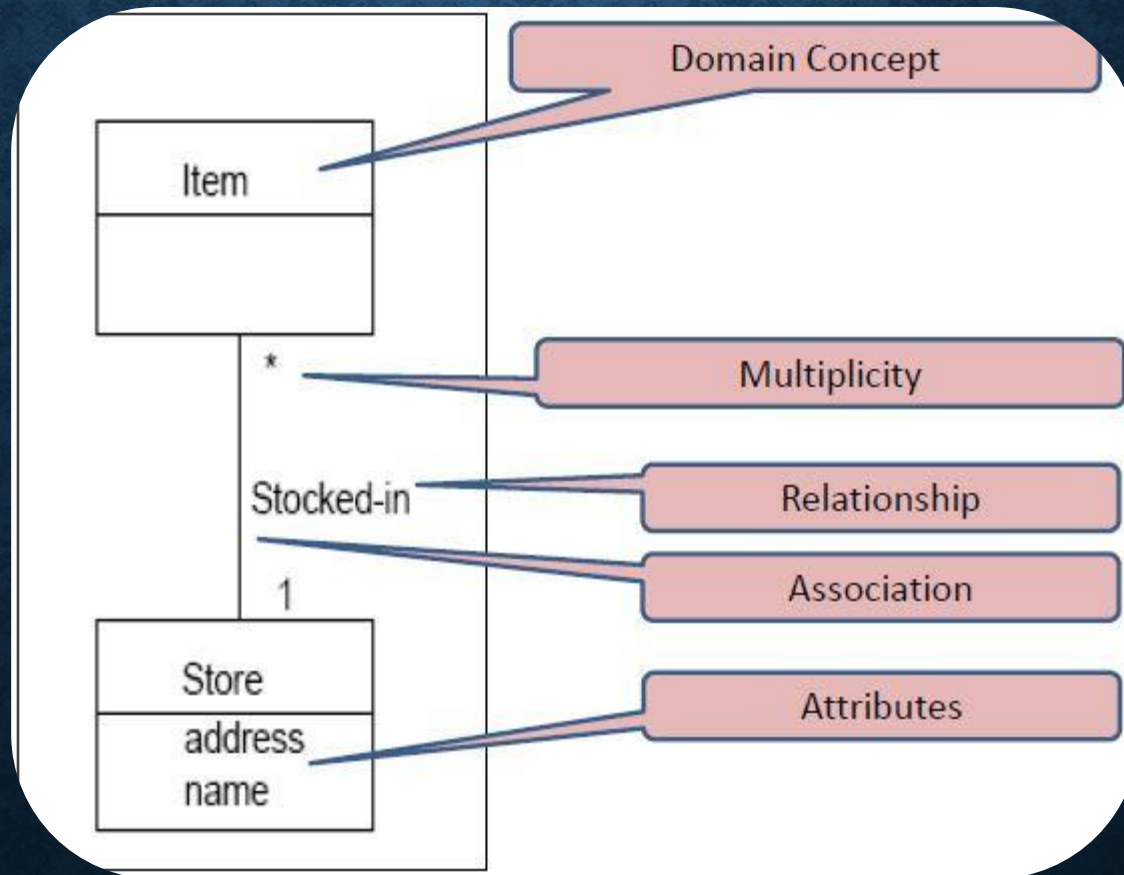 Domain Concept
Item
*
Multiplicity
Stocked-in
Relationship
Association
1
Store
Attributes
address
name